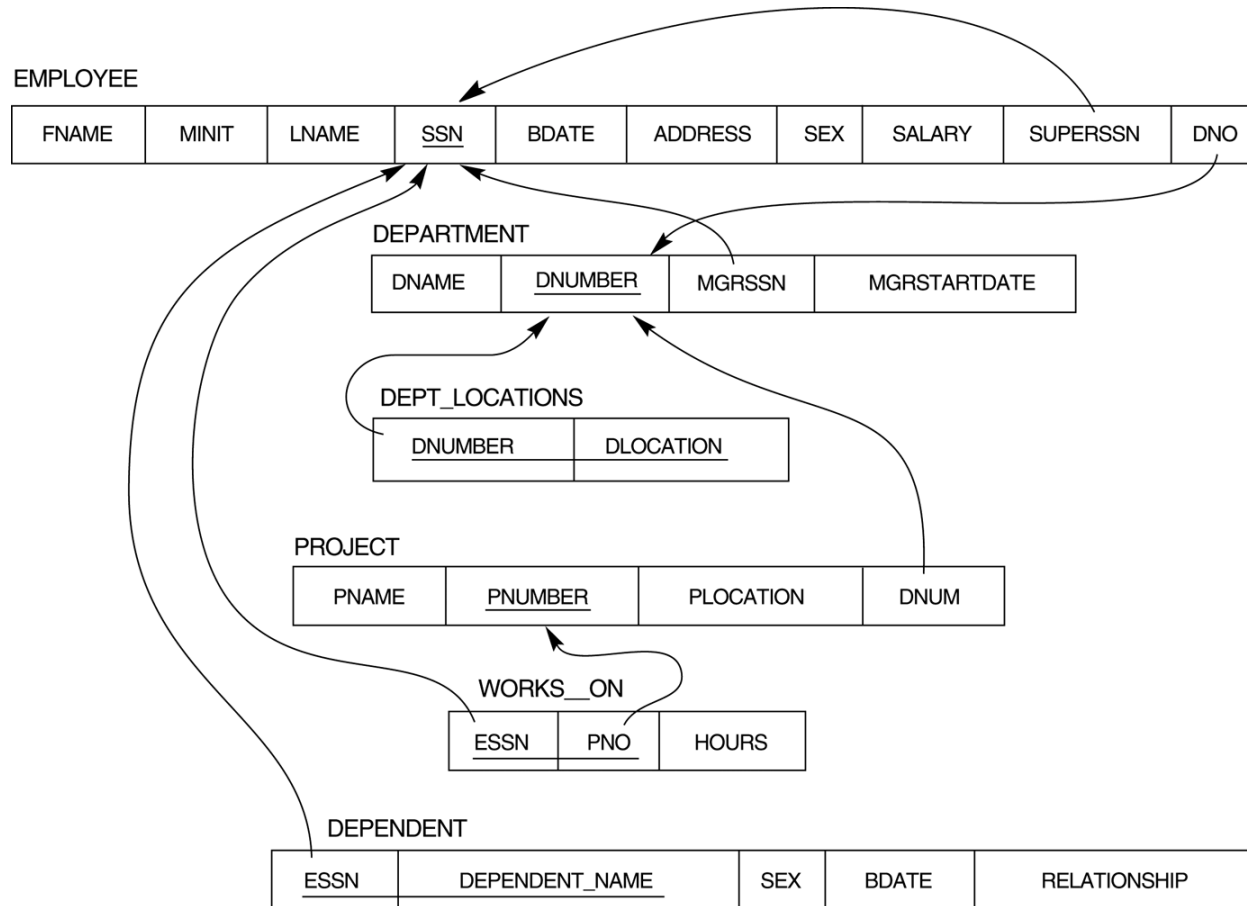 EMPLOYEE
FNAME MINIT LNAME SSN BDATE ADDRESS SEX SALARY SUPERSSN DNO
DEPARTMENT
DNAME DNUMBER MGRSSN MGRSTARTDATE
DEPT_LOCATIONS
DNUMBER DLOCATION
PROJECT
PNAME PNUMBER PLOCATION DNUM
WORKS__ON
ESSN PNO HOURS
DEPENDENT
ESSN DEPENDENT_NAME SEX BDATE RELATIONSHIP